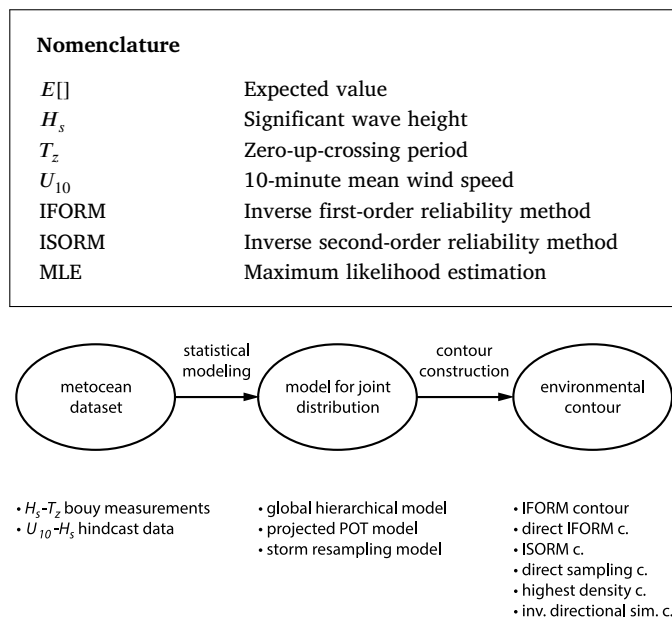 Nomenclature
E[] Expected value
H_s Significant wave height
T_z Zero-up-crossing period
U_10 10-minute mean wind speed
IFORM Inverse first-order reliability method
ISORM Inverse second-order reliability method
MLE Maximum likelihood estimation
statistical modeling
contour construction
metocean dataset
model for joint distribution
environmental contour
• H_s-T_z bouy measurements
• U_10-H_s hindcast data
• global hierarchical model
• projected POT model
• storm resampling model
• IFORM contour
• direct IFORM c.
• ISORM c.
• direct sampling c.
• highest density c.
• inv. directional sim. c.